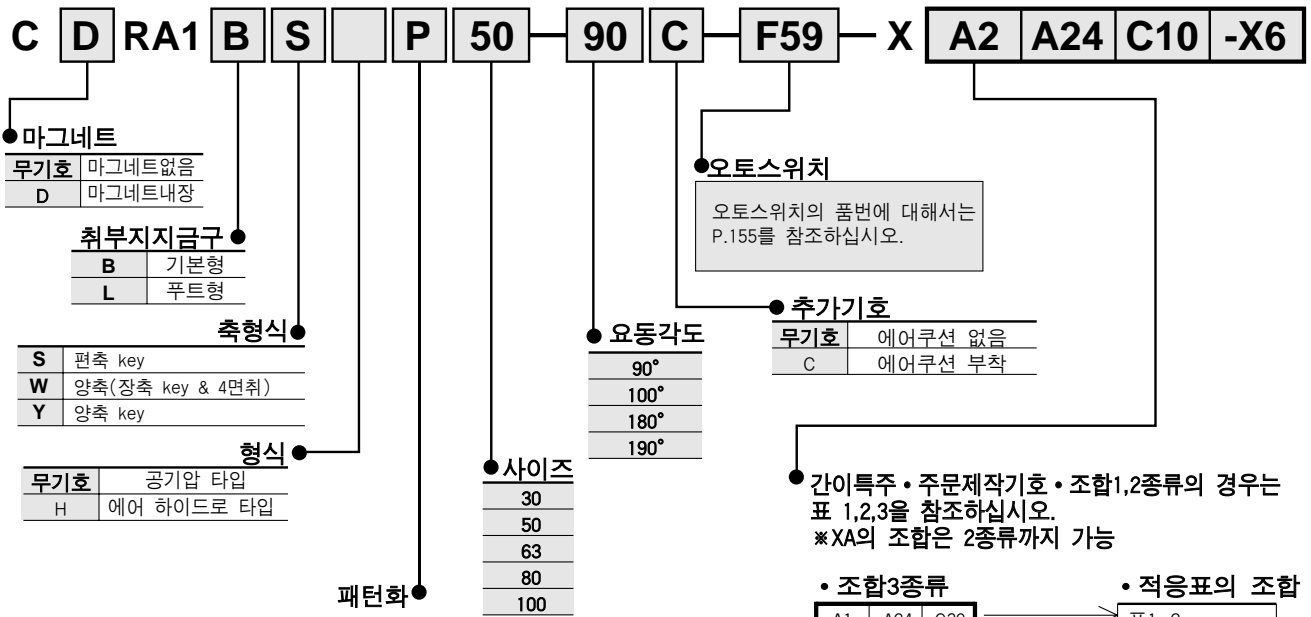 C D RA1 B S P 50 - 90 C - F59 - X A2 A24 C10 -X6
마그네트
무기호 마그네트없음
D 마그네트내장
취부지지금구
B 기본형
L 푸트형
축형식
S 편축 key
W 양축(장축 key & 4면취)
Y 양축 key
형식
무기호 공기압 타입
H 에어 하이드로 타입
패턴화
사이즈
30
50
63
80
100
요동각도
90°
100°
180°
190°
오토스위치
오토스위치의 품번에 대해서는
P.155를 참조하십시오.
추가기호
무기호 에어쿠션 없음
C 에어쿠션 부착
간이특주•주문제작기호•조합1,2종류의 경우는
표 1,2,3을 참조하십시오.
※XA의 조합은 2종류까지 가능
•조합3종류
•적응표의 조합